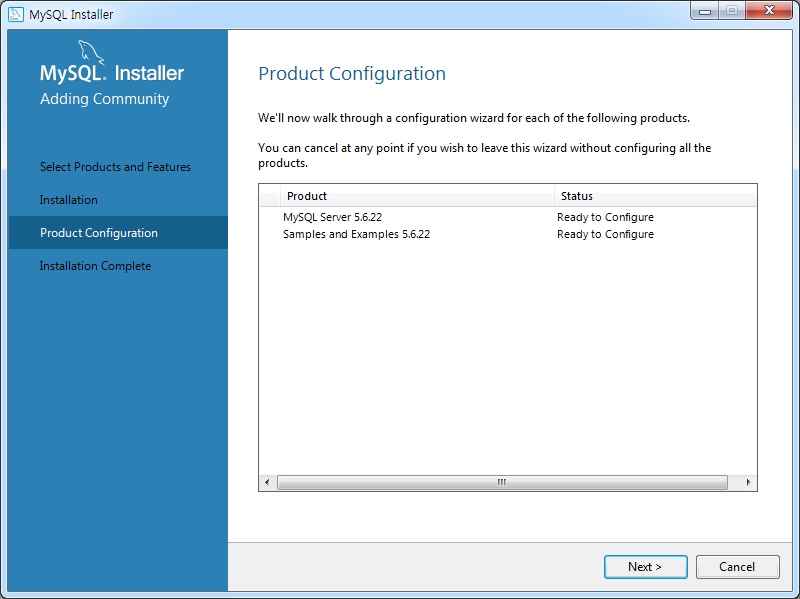 MySQL Installer
MySQL. Installer
Adding Community
Select Products and Features
Installation
Product Configuration
Installation Complete
Product Configuration
We'll now walk through a configuration wizard for each of the following products.
You can cancel at any point if you wish to leave this wizard without configuring all the
products.
Product Status
MySQL Server 5.6.22 Ready to Configure
Samples and Examples 5.6.22 Ready to Configure
Next > Cancel